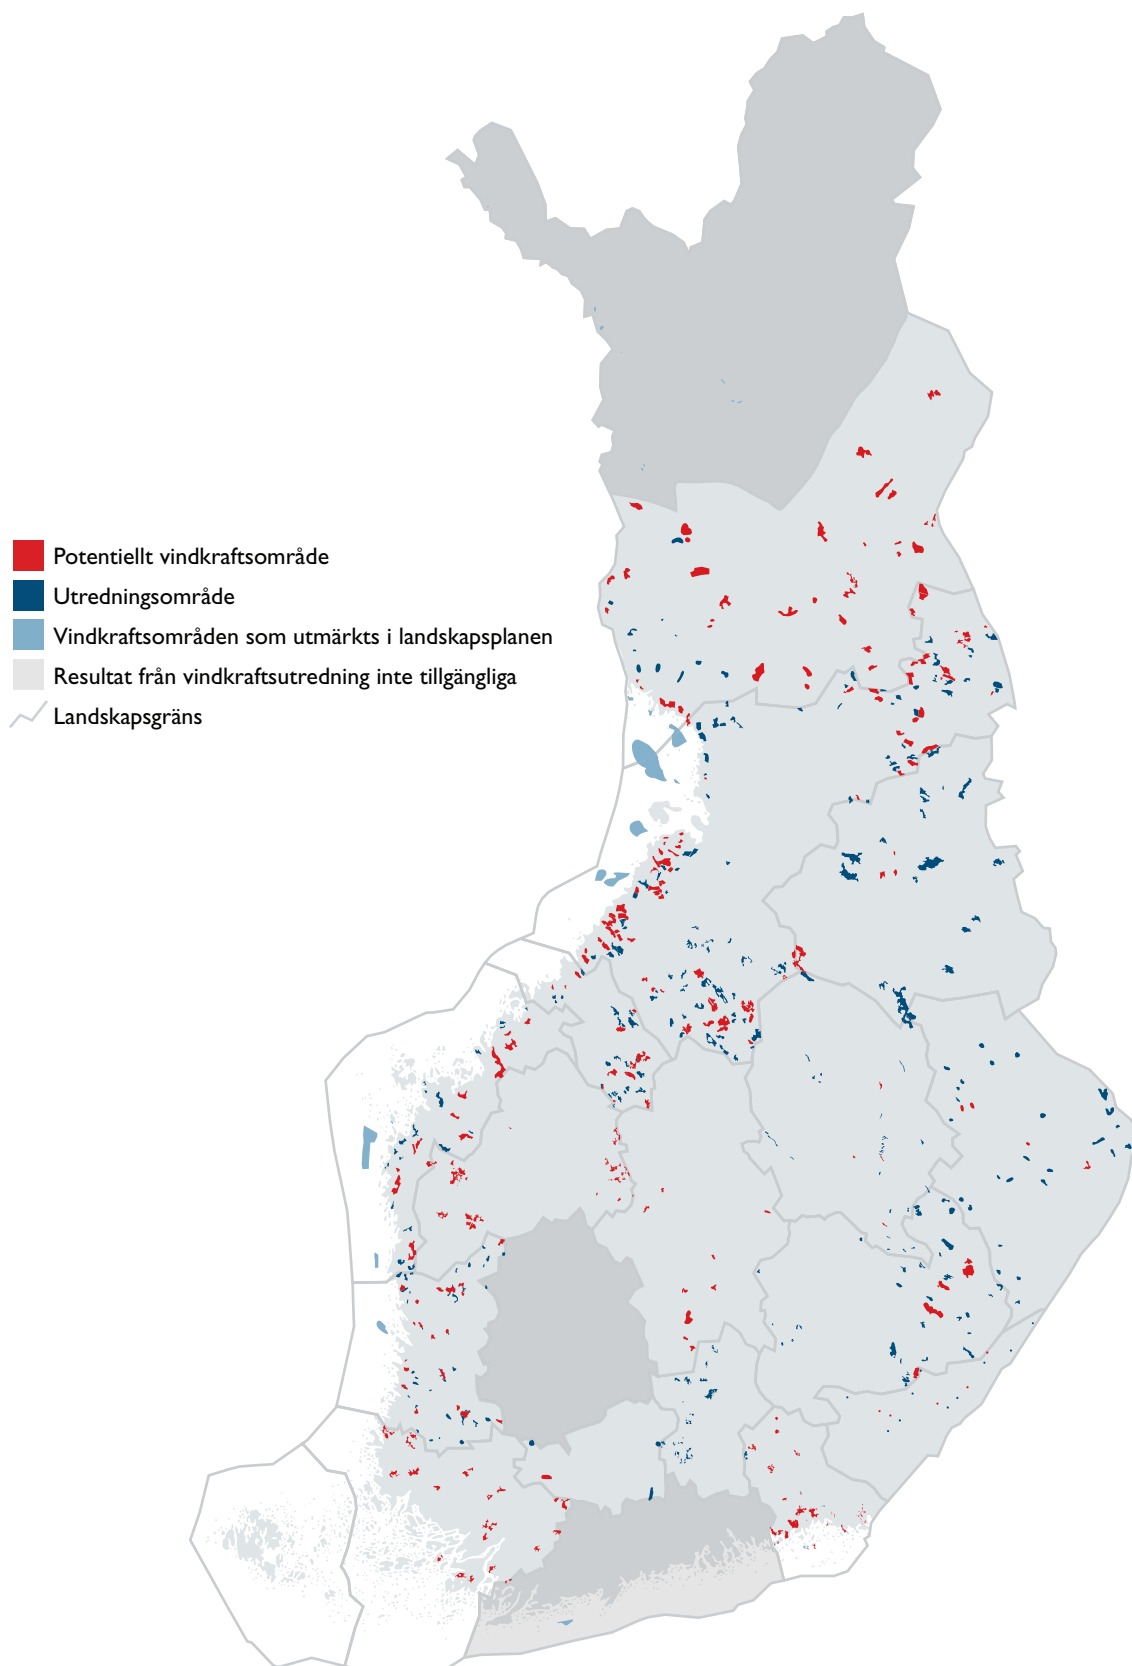 Potentiellt vindkraftsområde
Utredningsområde
Vindkraftsområden som utmärkts i landskapsplanen
Resultat från vindkraftsutredning inte tillgängliga
Landskapsgräns